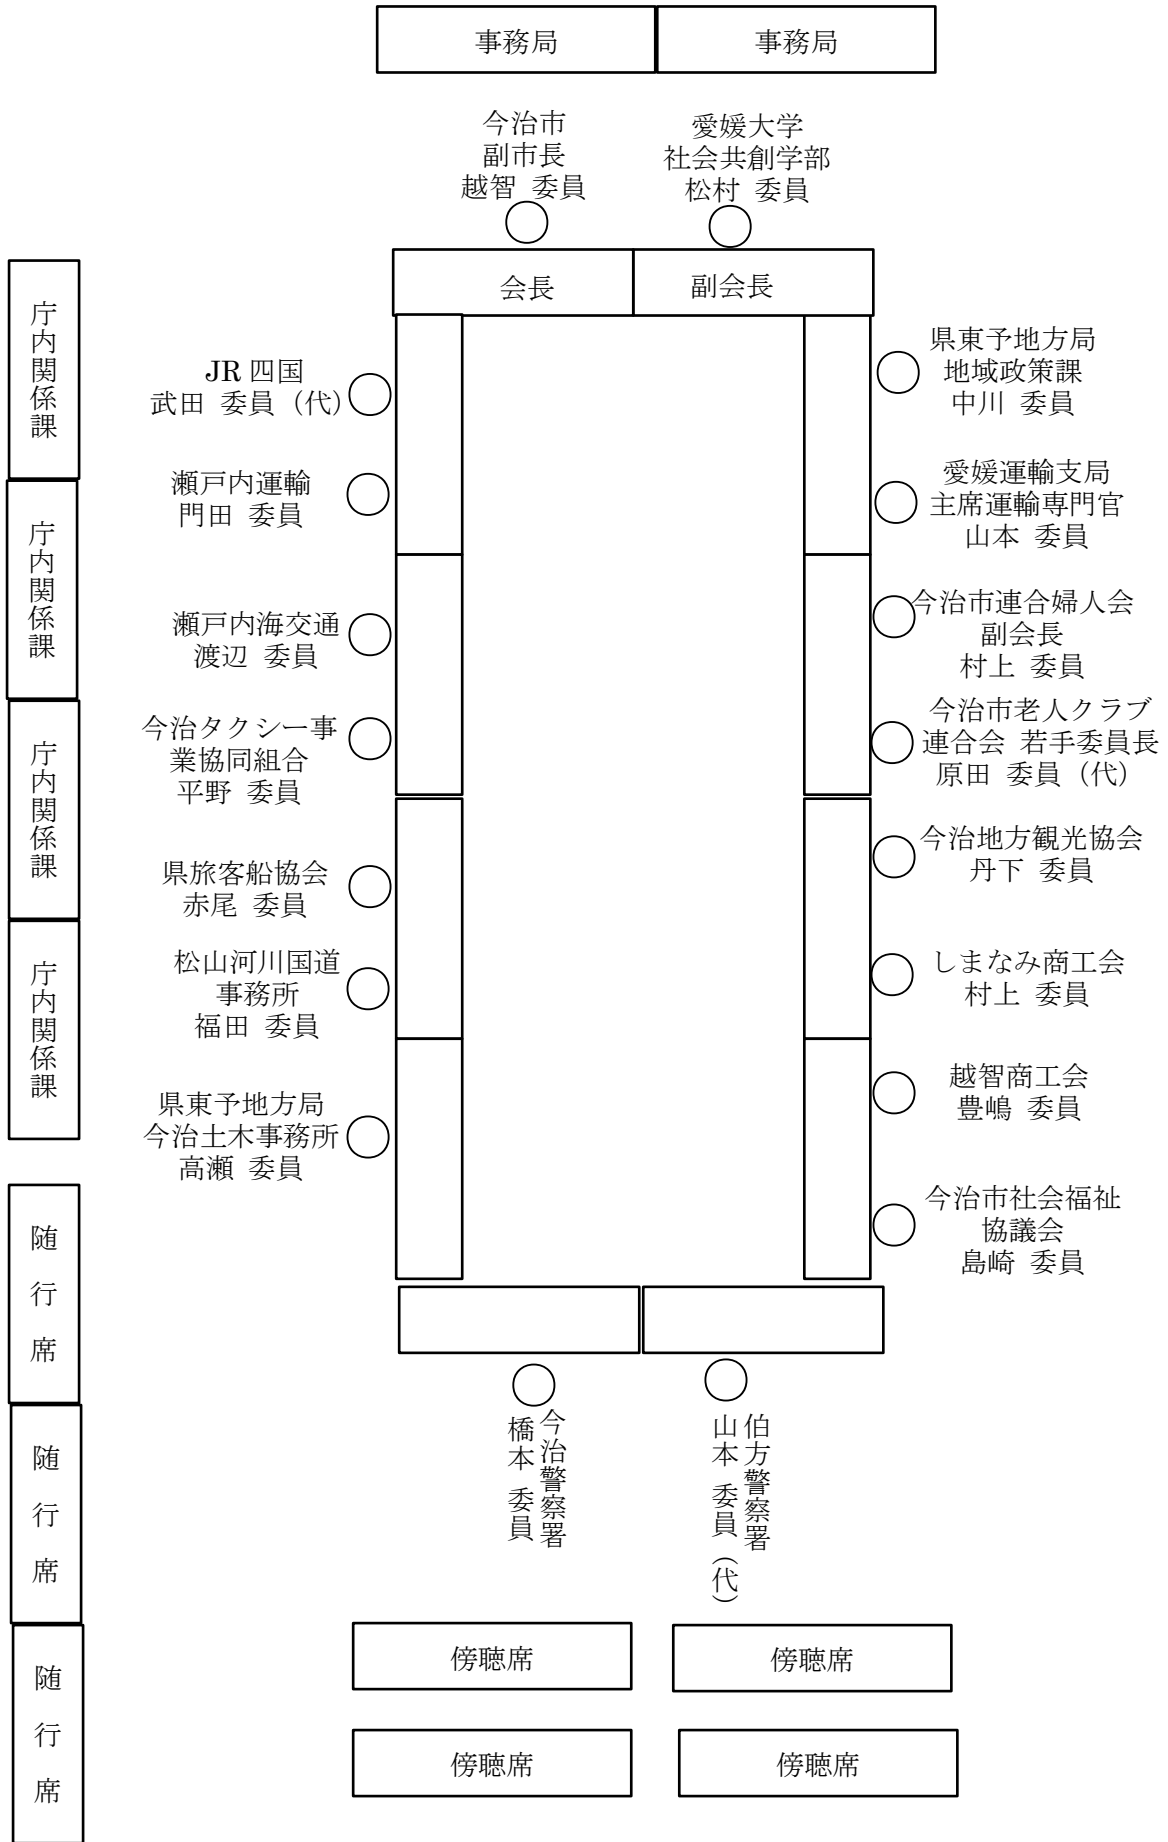 事務局
事務局
今治市
副市長
越智 委員
愛媛大学
社会共創学部
松村 委員
会長
副会長
庁内関係課
庁内関係課
庁内関係課
庁内関係課
随行席
随行席
随行席
JR 四国
武田 委員（代）
瀬戸内運輸
門田 委員
瀬戸内海交通
渡辺 委員
今治タクシー事
業協同組合
平野 委員
県旅客船協会
赤尾 委員
松山河川国道
事務所
福田 委員
県東予地方局
今治土木事務所
高瀬 委員
県東予地方局
地域政策課
中川 委員
愛媛運輸支局
主席運輸専門官
山本 委員
今治市連合婦人会
副会長
村上 委員
今治市老人クラブ
連合会 若手委員長
原田 委員（代）
今治地方観光協会
丹下 委員
しまなみ商工会
村上 委員
越智商工会
豊嶋 委員
今治市社会福祉
協議会
島崎 委員
今治警察署
橋本 委員
伯方警察署
山本 委員（代）
傍聴席
傍聴席
傍聴席
傍聴席